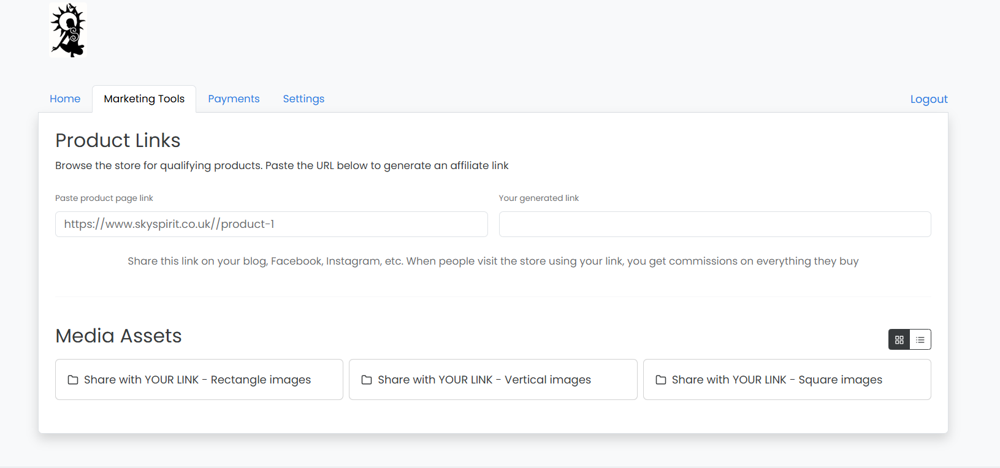 Home
Marketing Tools
Payments
Settings
Logout
Product Links
Browse the store for qualifying products. Paste the URL below to generate an affiliate link
Paste product page link
Your generated link
https://www.skyspirit.co.uk//product-1
Share this link on your blog, Facebook, Instagram, etc. When people visit the store using your link, you get commissions on everything they buy
Media Assets
Share with YOUR LINK - Rectangle images
Share with YOUR LINK - Vertical images
Share with YOUR LINK - Square images